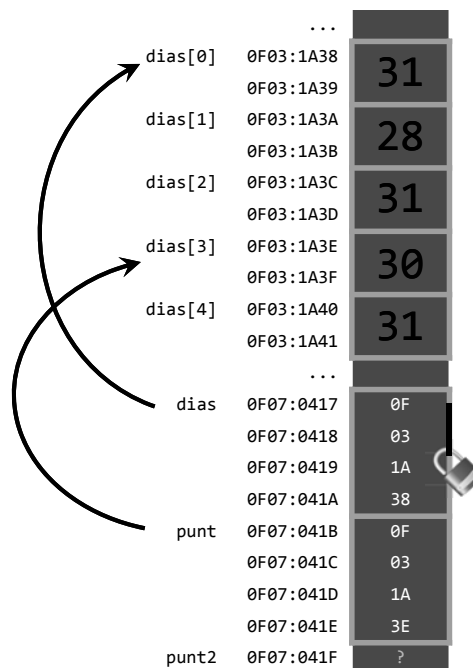 ...
dias[0] 0F03:1A38 31
0F03:1A39
dias[1] 0F03:1A3A 28
0F03:1A3B
dias[2] 0F03:1A3C 31
0F03:1A3D
dias[3] 0F03:1A3E 30
0F03:1A3F
dias[4] 0F03:1A40 31
0F03:1A41
...
dias 0F07:0417 0F
0F07:0418 03
0F07:0419 1A
0F07:041A 38
punt 0F07:041B 0F
0F07:041C 03
0F07:041D 1A
0F07:041E 3E
punt2 0F07:041F ?